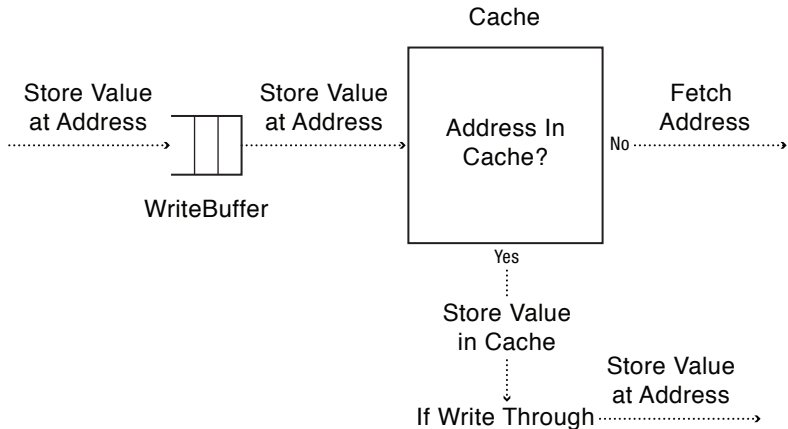 Cache
Store Value
at Address
Store Value
at Address
Fetch
Address
Address In
Cache?
No
WriteBuffer
Yes
Store Value
in Cache
Store Value
at Address
If Write Through